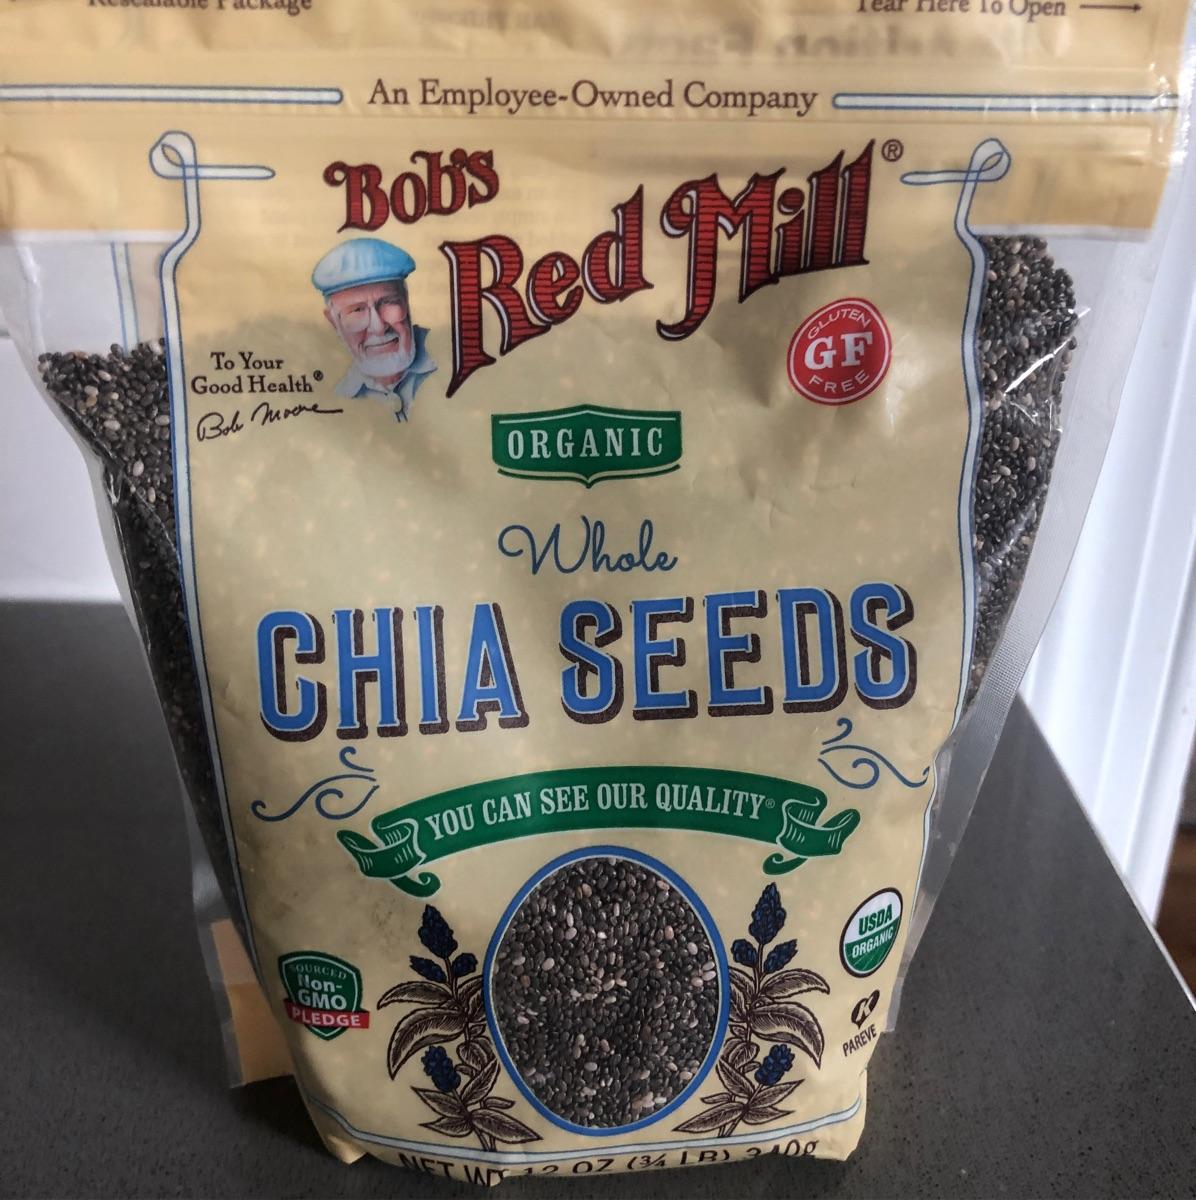 Resealable Package
Tear Here To Open
An Employee-Owned Company
Bob's
Red Mill®
To Your
Good Health®
Bob Moore
GLUTEN
GF
FREE
ORGANIC
Whole
CHIA SEEDS
YOU CAN SEE OUR QUALITY®
USDA
ORGANIC
SOURCED
Non-
GMO
PLEDGE
K
PAREVE
NET WT 12 OZ (3/4 LB) 340g